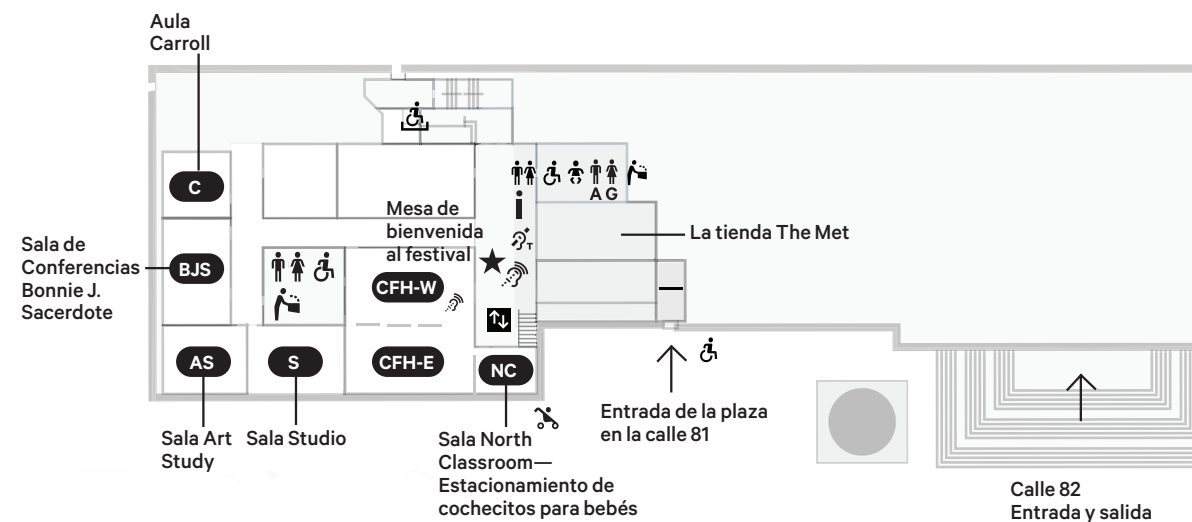 Aula
Carroll
C
Mesa de
bienvenida
al festival
A G
i
T
La tienda The Met
Sala de
Conferencias
Bonnie J.
Sacerdote
BJS
CFH-W
AS
S
CFH-E
NC
Sala Art
Study
Sala Studio
Sala North
Classroom—
Estacionamiento de
cochecitos para bebés
Entrada de la plaza
en la calle 81
Calle 82
Entrada y salida